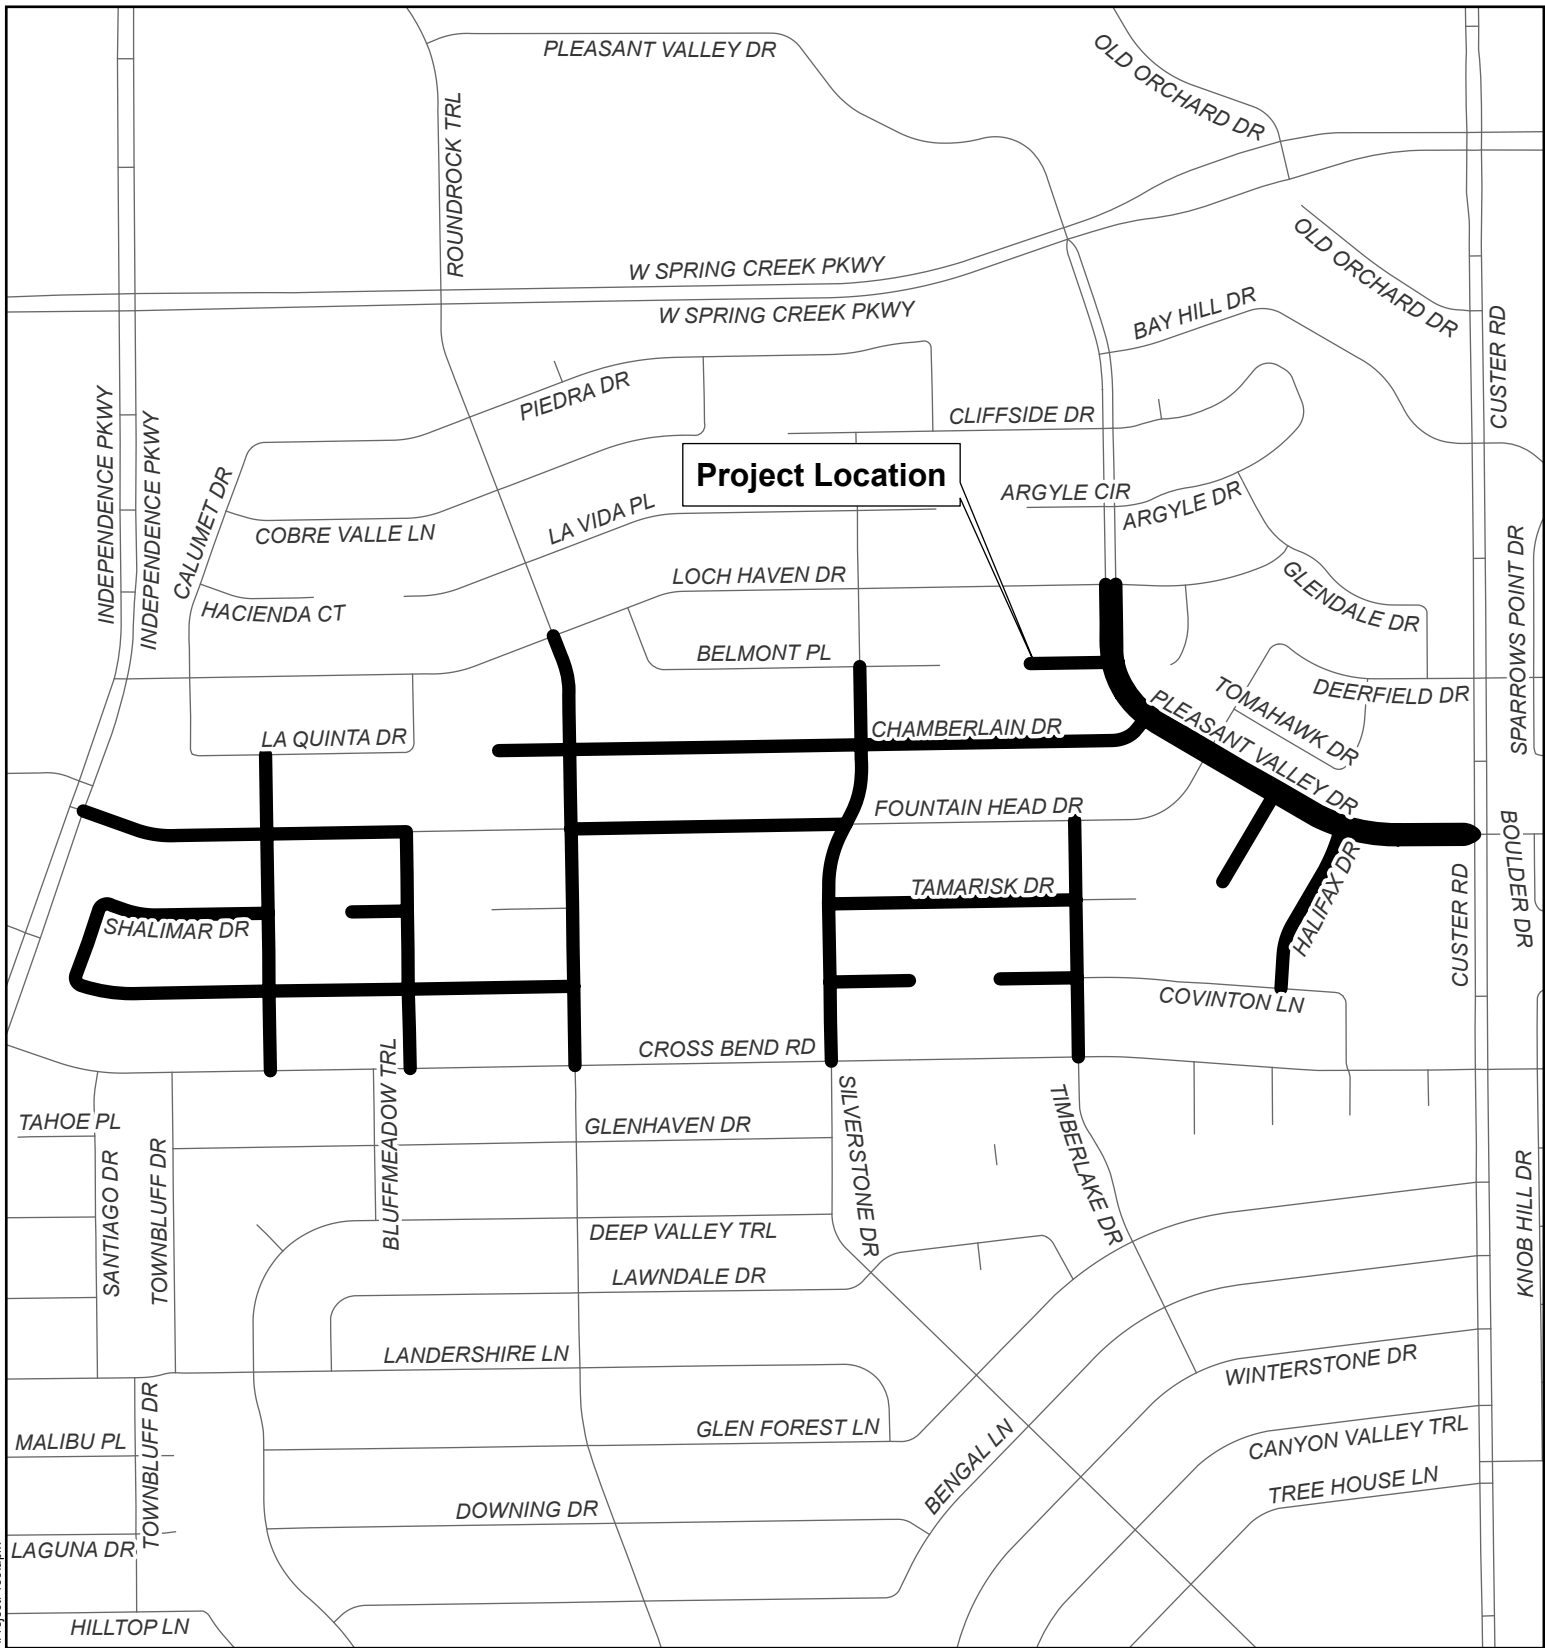 PLEASANT VALLEY DR
OLD ORCHARD DR
ROUNDROCK TRL
W SPRING CREEK PKWY
W SPRING CREEK PKWY
OLD ORCHARD DR
BAY HILL DR
CUSTER RD
PIEDRA DR
CLIFFSIDE DR
INDEPENDENCE PKWY
INDEPENDENCE PKWY
Project Location
CALUMET DR
COBRE VALLE LN
LA VIDA PL
ARGYLE CIR
ARGYLE DR
HACIENDA CT
LOCH HAVEN DR
GLENDALE DR
SPARROWS POINT DR
BELMONT PL
DEERFIELD DR
TOMAHAWK DR
PLEASANT VALLEY DR
LA QUINTA DR
CHAMBERLAIN DR
FOUNTAIN HEAD DR
BOULDER DR
TAMARISK DR
HALIFAX DR
CUSTER RD
SHALIMAR DR
COVINTON LN
CROSS BEND RD
BLUFFMEADOW TRL
TAHOE PL
GLENHAVEN DR
SILVERSTONE DR
TIMBERLAKE DR
SANTIAGO DR
TOWNBLUFF DR
KNOB HILL DR
DEEP VALLEY TRL
LAWNDALE DR
LANDERSHIRE LN
WINTERSTONE DR
MALIBU PL
TOWNBLUFF DR
GLEN FOREST LN
BENGAL LN
CANYON VALLEY TRL
TREE HOUSE LN
DOWNING DR
LAGUNA DR
HILLTOP LN